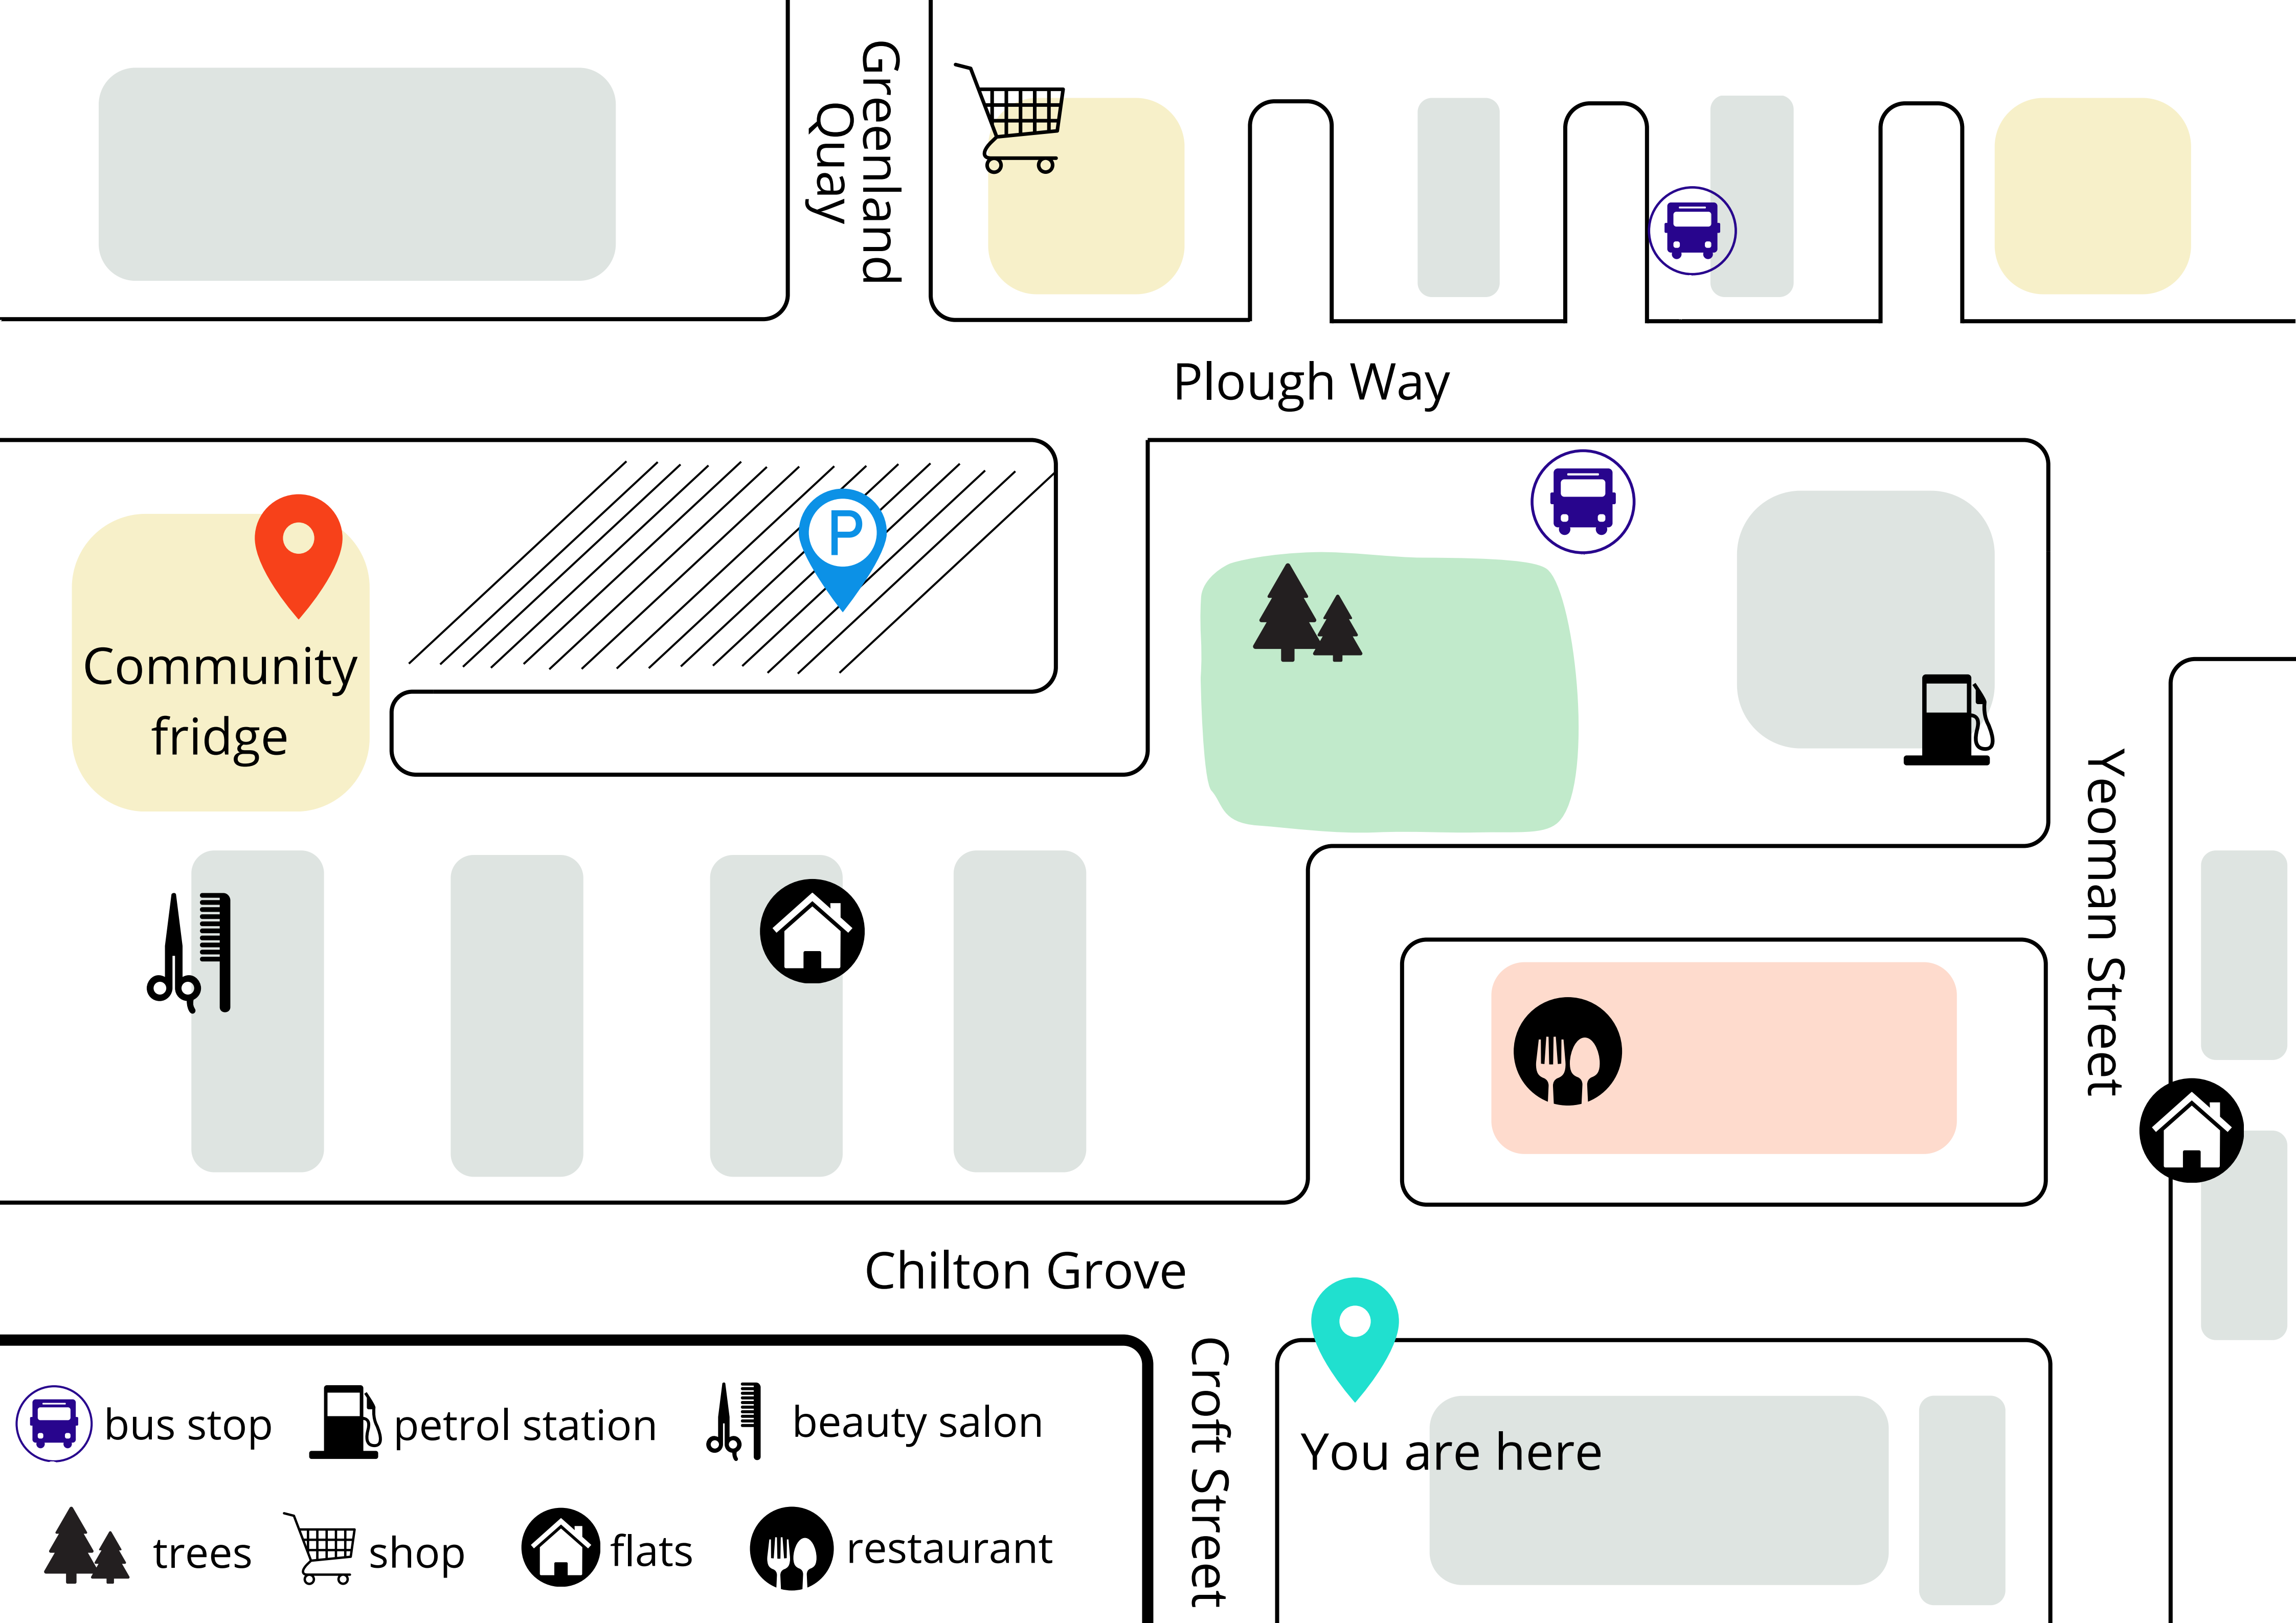 Greenland
Quay
Plough Way
P
Community
fridge
Yeoman Street
Chilton Grove
Croft Street
You are here
bus stop
petrol station
beauty salon
trees
shop
flats
restaurant